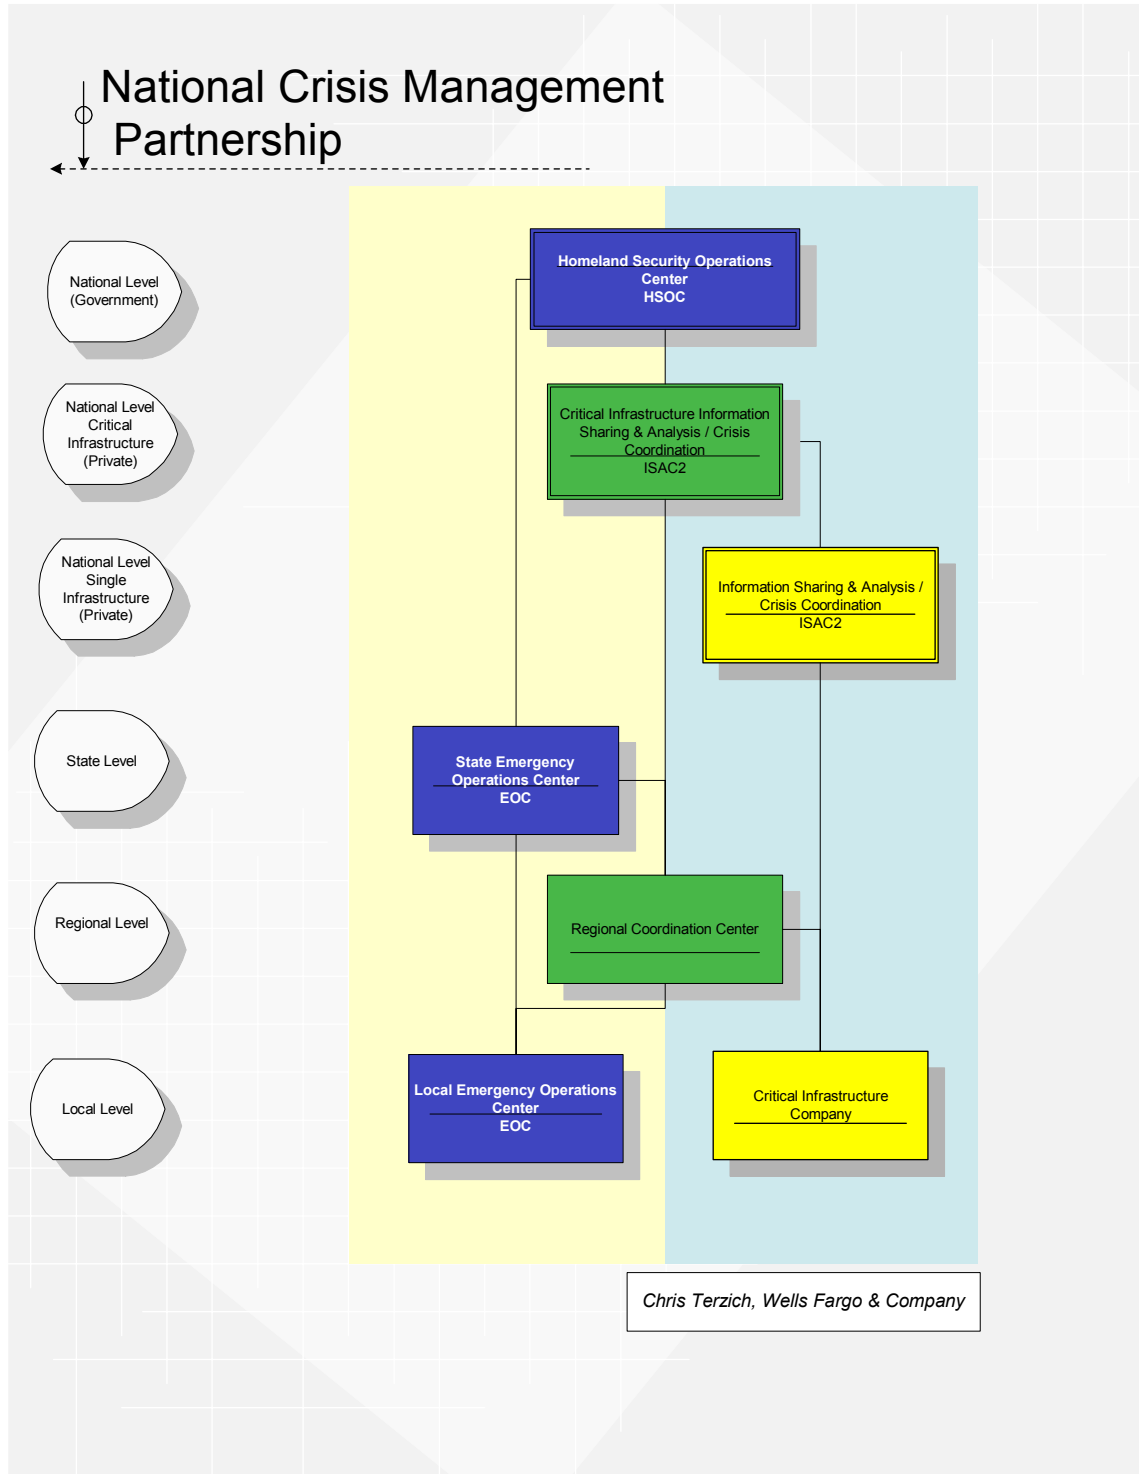 National Crisis Management
Partnership
National Level
(Government)
Homeland Security Operations
Center
HSOC
National Level
Critical
Infrastructure
(Private)
Critical Infrastructure Information
Sharing & Analysis / Crisis
Coordination
ISAC2
National Level
Single
Infrastructure
(Private)
Information Sharing & Analysis /
Crisis Coordination
ISAC2
State Level
State Emergency
Operations Center
EOC
Regional Level
Regional Coordination Center
Local Level
Local Emergency Operations
Center
EOC
Critical Infrastructure
Company
Chris Terzich, Wells Fargo & Company